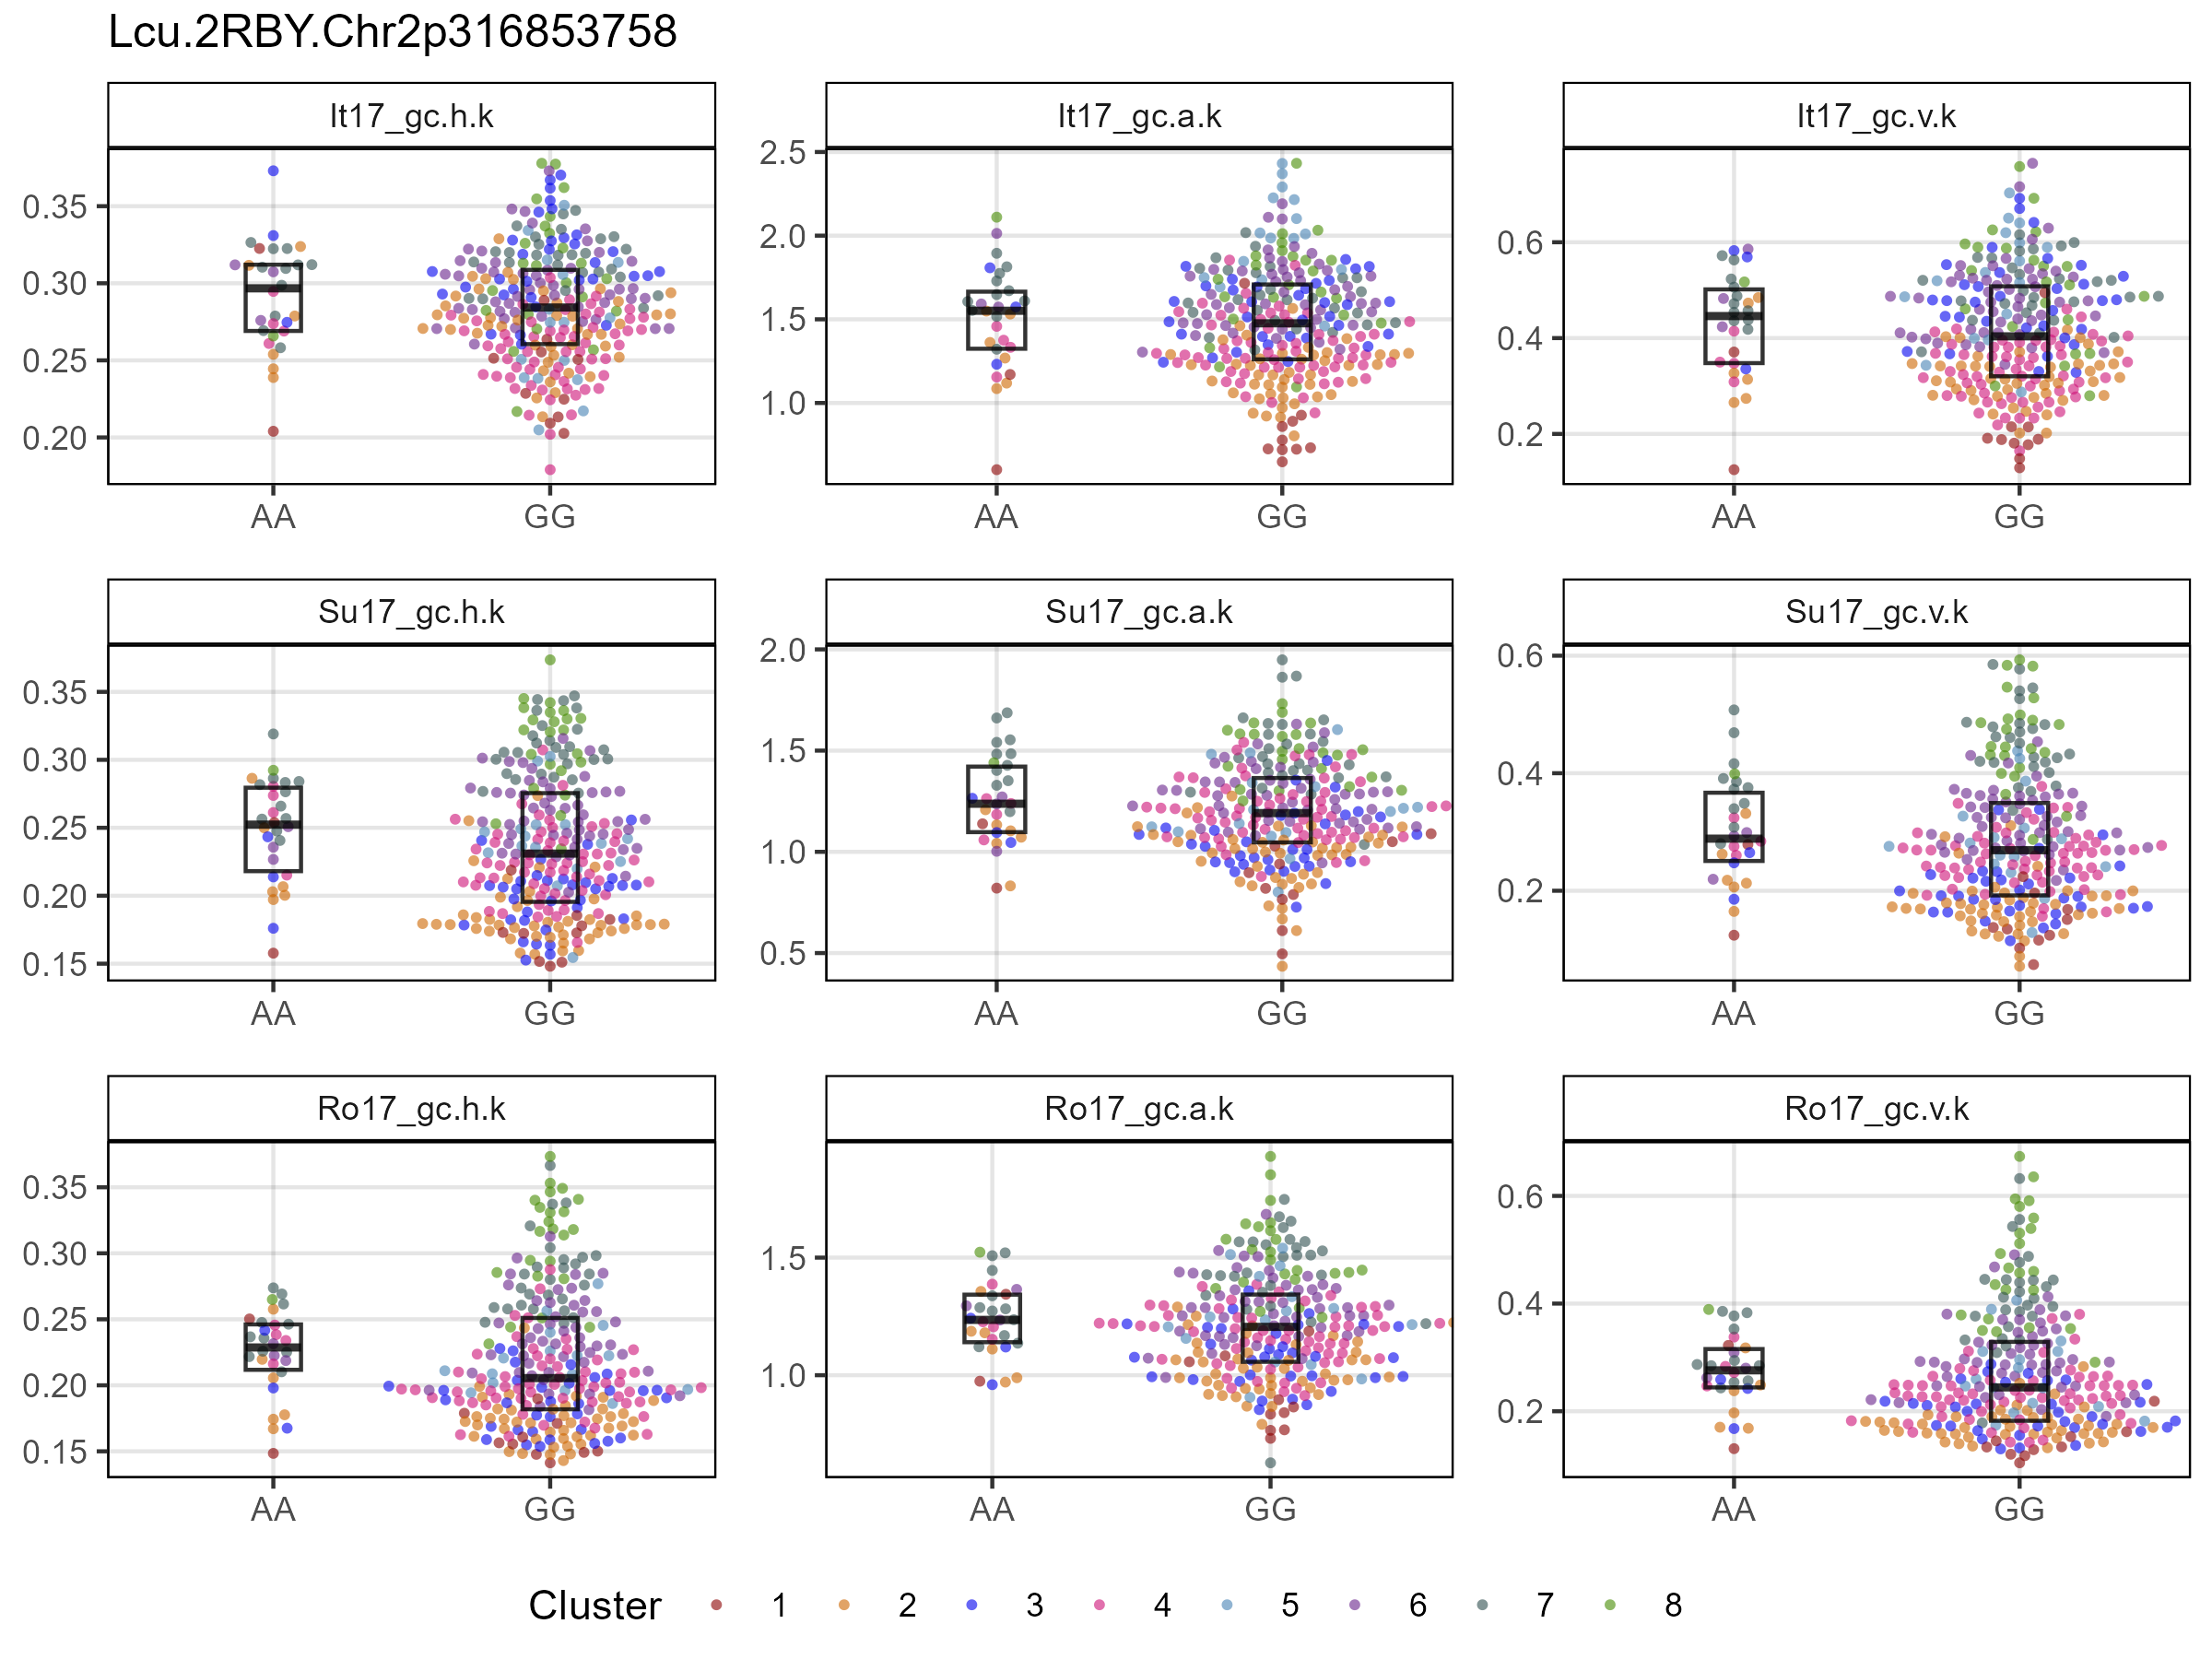 Lcu.2RBY.Chr2p316853758
It17_gc.h.k
It17_gc.a.k
It17_gc.v.k
0.35
0.30
0.25
0.20
AA
GG
2.5
2.0
1.5
1.0
AA
GG
0.6
0.4
0.2
AA
GG
Su17_gc.h.k
Su17_gc.a.k
Su17_gc.v.k
0.35
0.30
0.25
0.20
0.15
AA
GG
2.0
1.5
1.0
0.5
AA
GG
0.6
0.4
0.2
AA
GG
Ro17_gc.h.k
Ro17_gc.a.k
Ro17_gc.v.k
0.35
0.30
0.25
0.20
0.15
AA
GG
1.5
1.0
AA
GG
0.6
0.4
0.2
AA
GG
Cluster 1 2 3 4 5 6 7 8